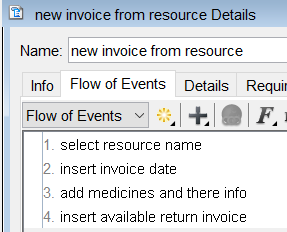 new invoice from resource Details
Name: new invoice from resource
Info Flow of Events Details
Flow of Events F
1. select resource name
2. insert invoice date
3. add medicines and there info
4. insert available return invoice